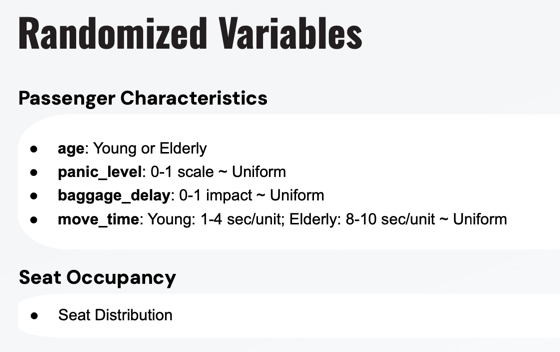 Randomized Variables
Passenger Characteristics
● age: Young or Elderly
● panic_level: 0-1 scale ~ Uniform
● baggage_delay: 0-1 impact ~ Uniform
● move_time: Young: 1-4 sec/unit; Elderly: 8-10 sec/unit ~ Uniform
Seat Occupancy
● Seat Distribution